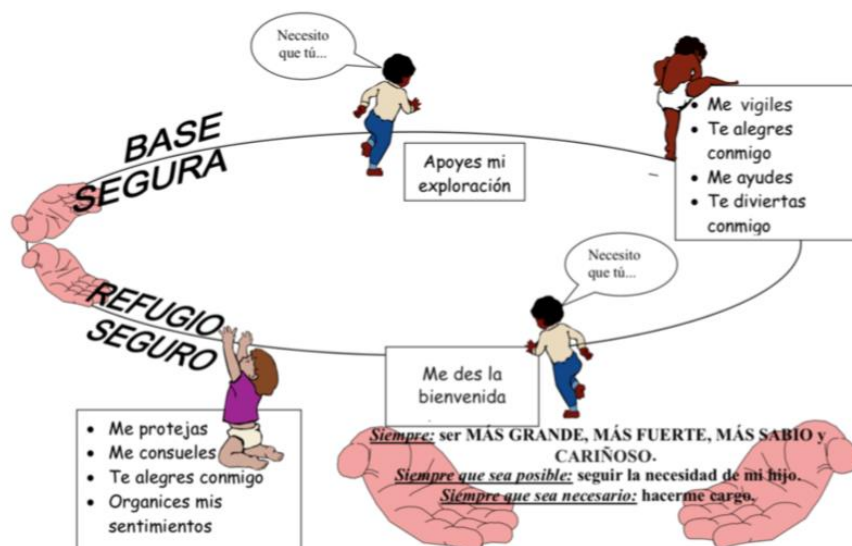 Necesito
que tú...
BASE
SEGURA
Apoyes mi
exploración
• Me vigiles
• Te alegres
conmigo
• Me ayudes
• Te diviertas
conmigo
Necesito
que tú...
Me des la
bienvenida
REFUGIO
SEGURO
• Me protejas
• Me consueles
• Te alegres conmigo
• Organices mis
sentimientos
Siempre: ser MÁS GRANDE, MÁS FUERTE, MÁS SABIO y
CARIÑOSO.
Siempre que sea posible: seguir la necesidad de mi hijo.
Siémpre que sea necesario: hacerme cargo.